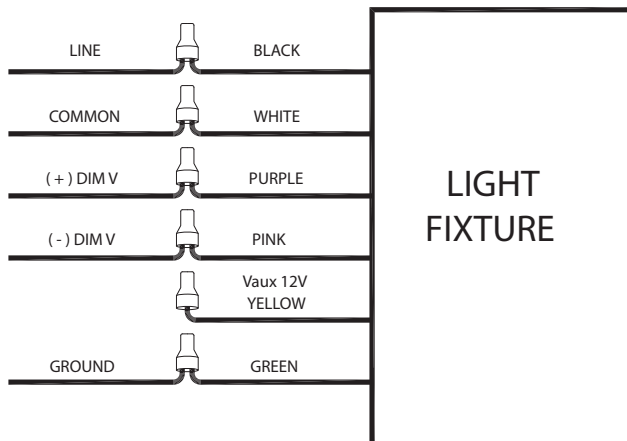 LINE BLACK
COMMON WHITE
( + ) DIM V PURPLE
( - ) DIM V PINK
Vaux 12V
YELLOW
GROUND GREEN
LIGHT
FIXTURE